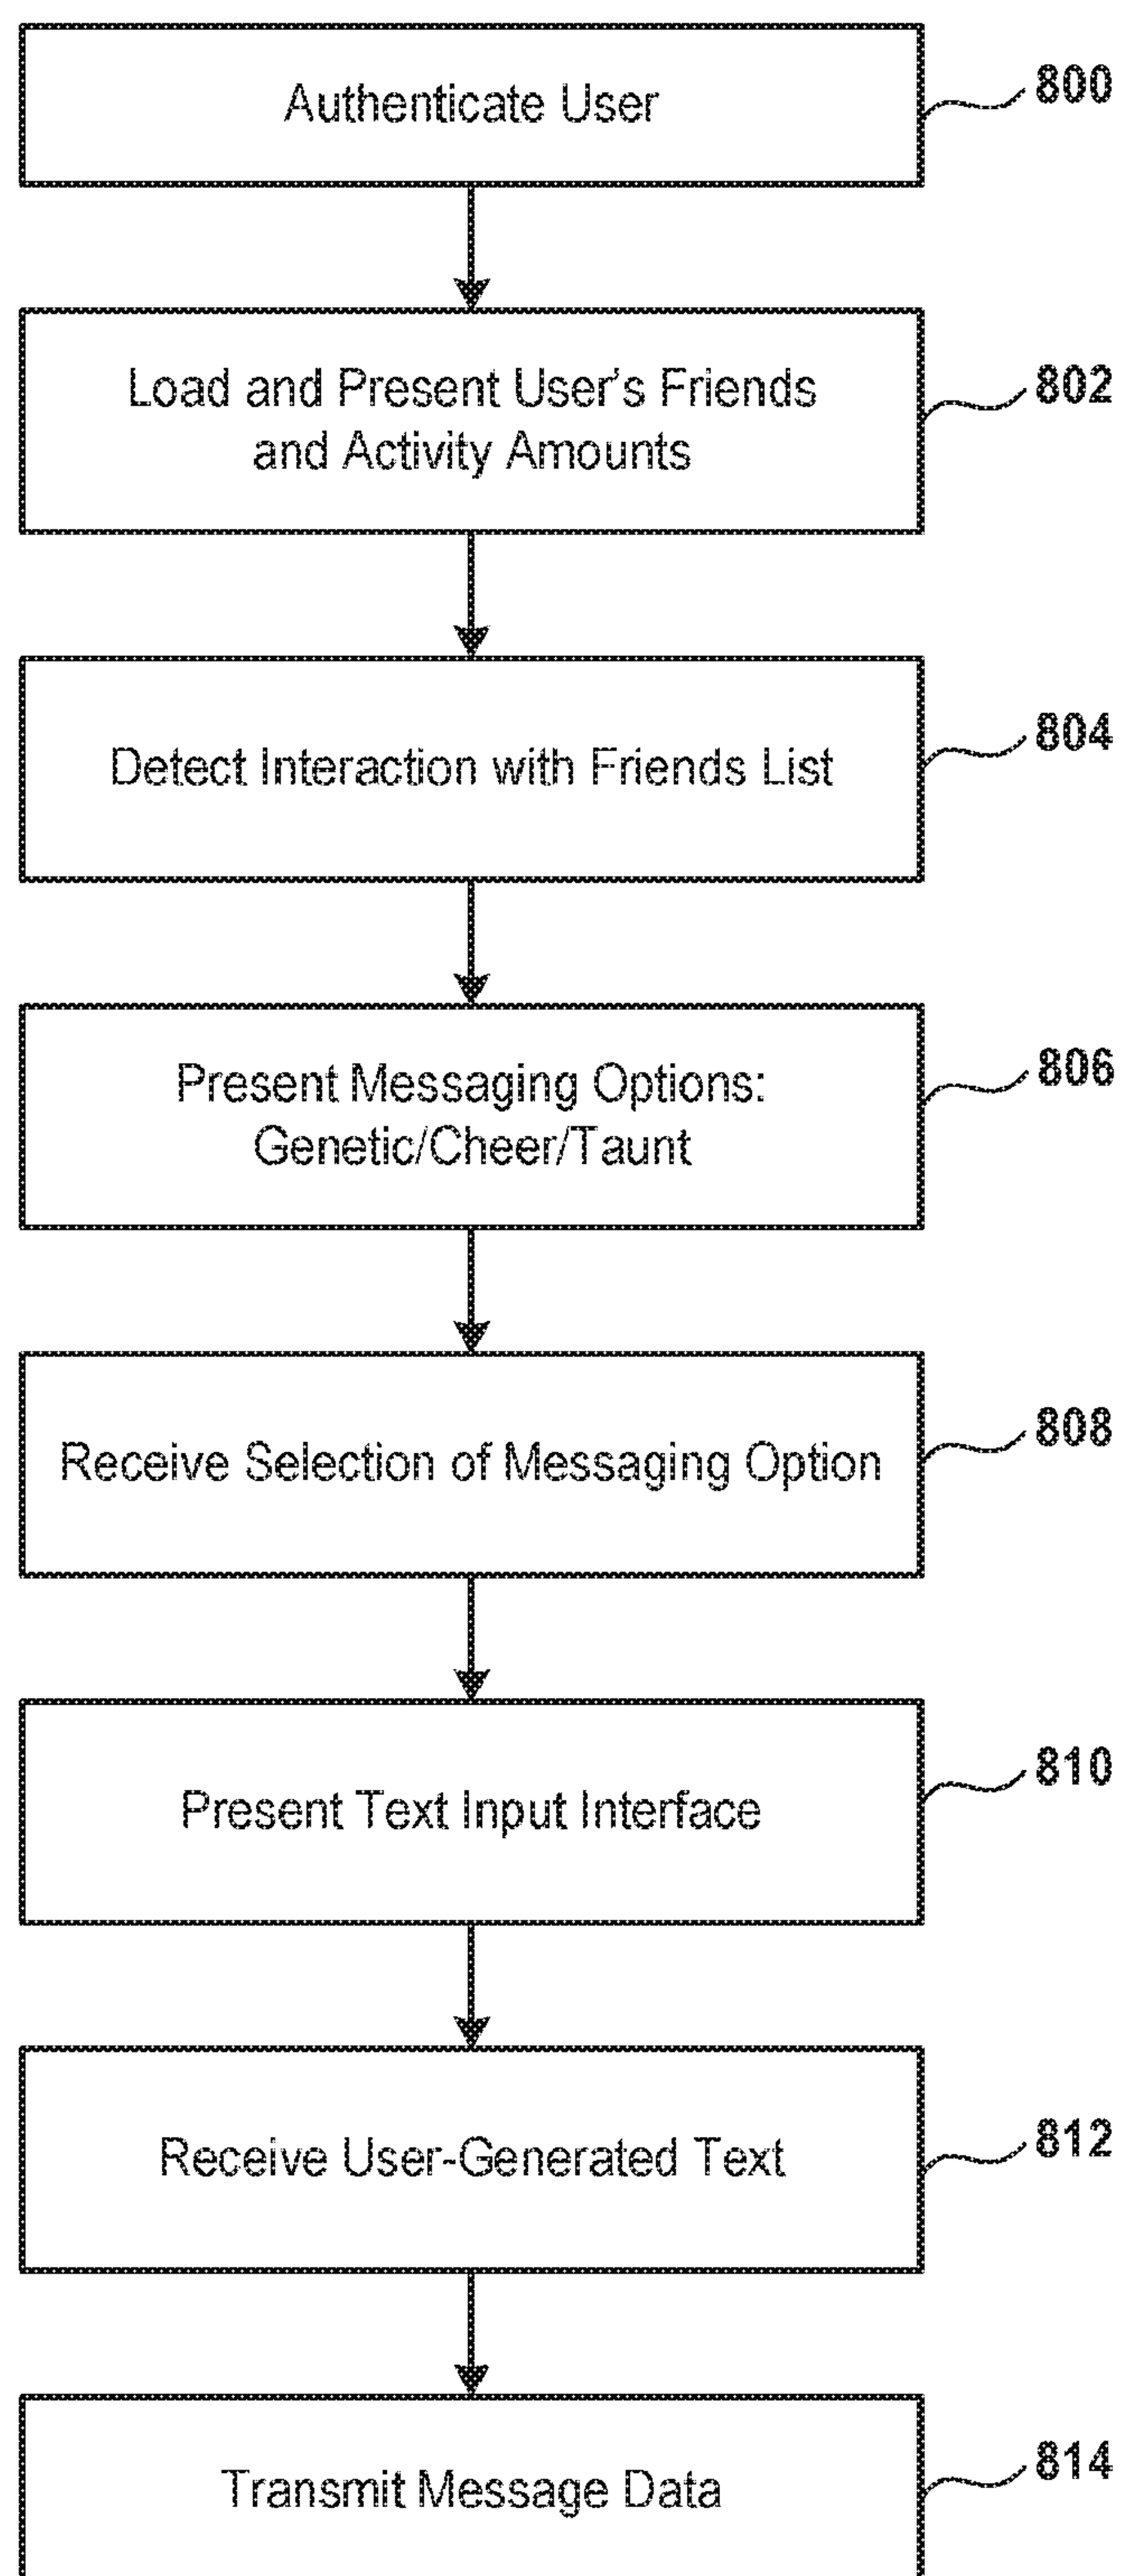 Authenticate User
800
Load and Present User's Friends
and Activity Amounts
802
Detect Interaction with Friends List
804
Present Messaging Options:
Genetic/Cheer/Taunt
806
Receive Selection of Messaging Option
808
Present Text Input Interface
810
Receive User-Generated Text
812
Transmit Message Data
814